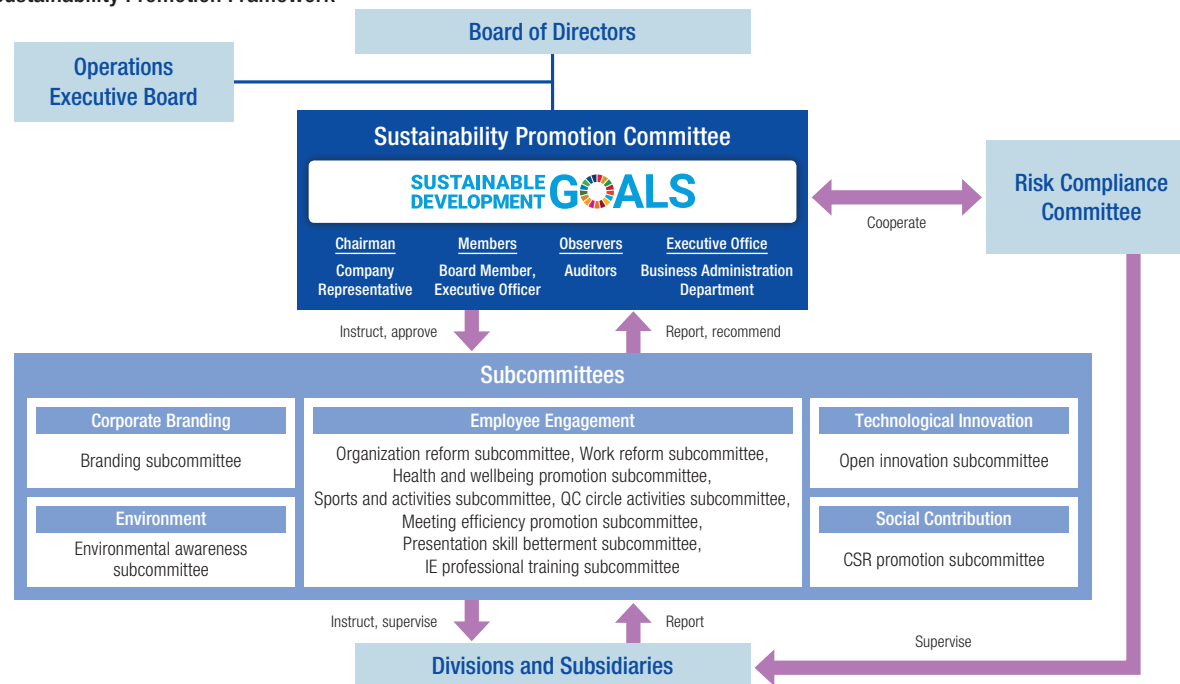 Sustainability Promotion Framework
Board of Directors
Operations
Executive Board
Sustainability Promotion Committee
SUSTAINABLE
DEVELOPMENT
GOALS
Chairman
Company
Representative
Members
Board Member,
Executive Officer
Observers
Auditors
Executive Office
Business Administration
Department
Cooperate
Risk Compliance
Committee
Instruct, approve
Report, recommend
Subcommittees
Corporate Branding
Branding subcommittee
Environment
Environmental awareness
subcommittee
Employee Engagement
Organization reform subcommittee, Work reform subcommittee,
Health and wellbeing promotion subcommittee,
Sports and activities subcommittee, QC circle activities subcommittee,
Meeting efficiency promotion subcommittee,
Presentation skill betterment subcommittee,
IE professional training subcommittee
Technological Innovation
Open innovation subcommittee
Social Contribution
CSR promotion subcommittee
Instruct, supervise
Report
Supervise
Divisions and Subsidiaries